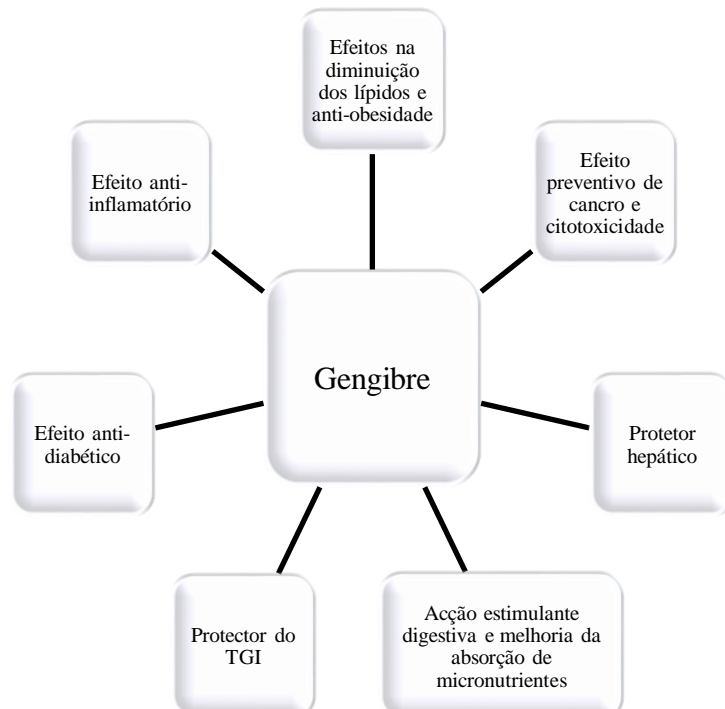 Efeitos na
diminuição
dos lípidos e
anti-obesidade
Efeito
preventivo de
cancro e
citotoxicidade
Efeito anti-
inflamatório
Gengibre
Efeito anti-
diabético
Protetor
hepático
Protector do
TGI
Acção estimulante
digestiva e melhoria da
absorção de
micronutrientes